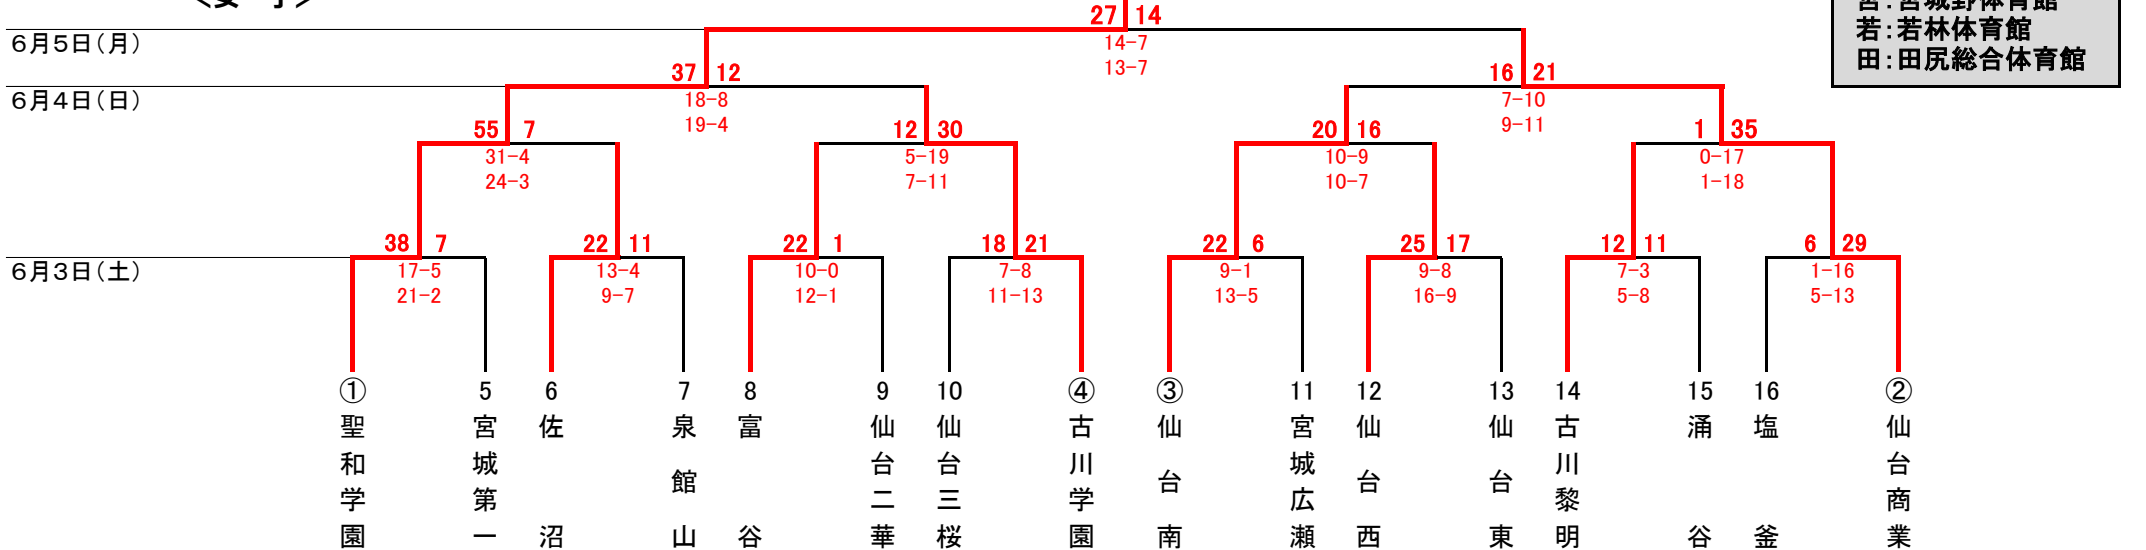 <女子>
宮:宮城野体育館
27 14
若:若林体育館
6月5日(月)
14-7
田:田尻総合体育館
13-7
37 12
16 21
6月4日(日)
18-8
7-10
19-4
9-11
55 7
12 30
20 16
1 35
31-4
5-19
10-9
0-17
24-3
7-11
10-7
1-18
38 7
22 11
22 1
18 21
22 6
25 17
12 11
6 29
6月3日(土)
17-5
13-4
10-0
7-8
9-1
9-8
7-3
1-16
21-2
9-7
12-1
11-13
13-5
16-9
5-8
5-13
① 聖和学園
5 宮城第一
6 佐沼
7 泉館山
8 富谷
9 仙台二華
10 仙台三桜
④ 古川学園
③ 仙台南
11 宮城広瀬
12 仙台西
13 仙台東
14 古川黎明
15 涌谷
16 塩釜
② 仙台商業